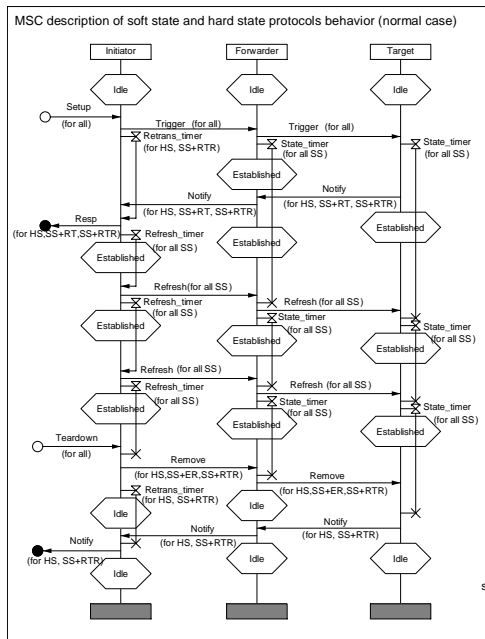 MSC description of soft state and hard state protocols behavior (normal case)
Initiator
Forwarder
Target
Idle
Idle
Idle
Setup
(for all)
Trigger (for all)
Trigger (for all)
Retrans_timer
(for HS, SS+RTR)
State_timer
(for all SS)
State_timer
(for all SS)
Established
Notify
(for HS, SS+RT, SS+RTR)
Notify
(for HS, SS+RT, SS+RTR)
Resp
(for HS,SS+RT,SS+RTR)
Refresh_timer
(for all SS)
Established
Established
Established
Refresh(for all SS)
Refresh(for all SS)
Refresh_timer
(for all SS)
State_timer
(for all SS)
State_timer
(for all SS)
Established
Established
Established
Refresh (for all SS)
Refresh (for all SS)
Refresh_timer
(for all SS)
State_timer
(for all SS)
State_timer
(for all SS)
Established
Established
Established
Teardown
(for all)
Remove
(for HS,SS+ER,SS+RTR)
Remove
(for HS,SS+ER,SS+RTR)
Retrans_timer
(for HS, SS+RTR)
Idle
Idle
Notify
(for HS, SS+RTR)
Notify
(for HS, SS+RTR)
Notify
(for HS, SS+RTR)
Idle
Idle
Idle
s